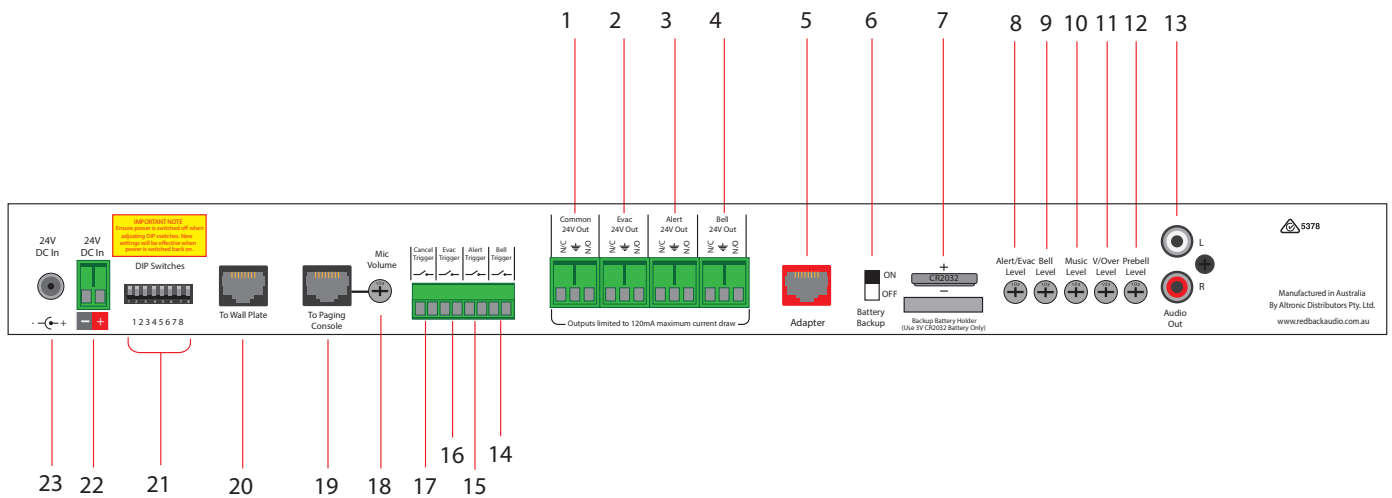 1 2 3 4 5 6 7 8 9 10 11 12 13
IMPORTANT NOTE
Ensure power is switched off when
adjusting DIP switches. New
settings will be effective when
power is switched back on.
24V
DC In
- +
24V
DC In
- +
DIP Switches
1 2 3 4 5 6 7 8
To Wall Plate
To Paging
Console
Mic
Volume
Cancel
Trigger
Evac
Trigger
Alert
Trigger
Bell
Trigger
Common
24V Out
N/C N/O
Evac
24V Out
N/C N/O
Alert
24V Out
N/C N/O
Bell
24V Out
N/C N/O
Outputs limited to 120mA maximum current draw
Adapter
ON
OFF
Battery
Backup
+
CR2032
-
Backup Battery Holder
(Use 3V CR2032 Battery Only)
Alert/Evac
Level
Bell
Level
Music
Level
V/Over
Level
Prebell
Level
L
R
Audio
Out
5378
Manufactured in Australia
By Altronic Distributors Pty. Ltd.
www.redbackaudio.com.au
23 22 21 20 19 18 17 16 15 14